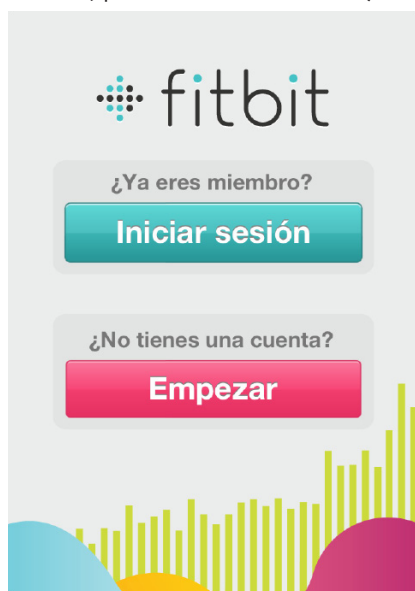 fitbit
¿Ya eres miembro?
Iniciar sesión
¿No tienes una cuenta?
Empezar